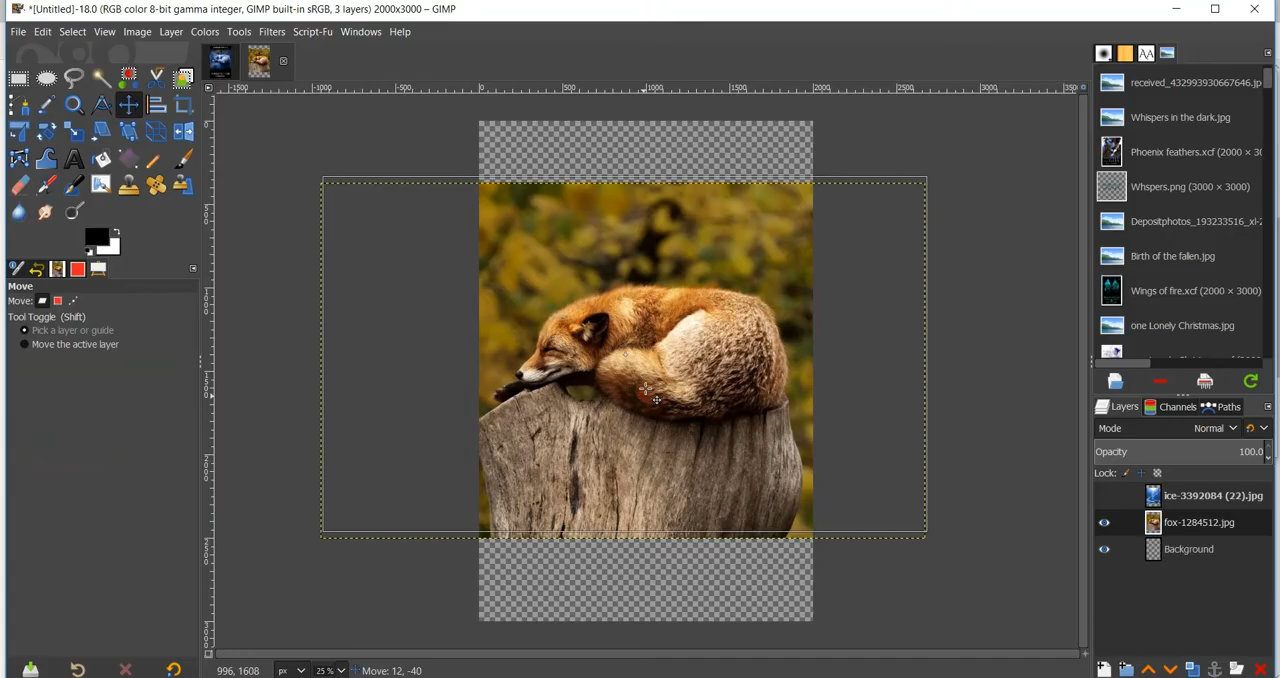 *[Untitled]-18.0 (RGB color 8-bit gamma integer, GIMP built-in sRGB, 3 layers) 2000x3000 – GIMP
File Edit Select View Image Layer Colors Tools Filters Script-Fu Windows Help
-1500 -1000 -500 0 500 1000 1500 2000 2500 3000 3500
received_432993930667646.jp
Whispers in the dark.jpg
Phoenix feathers.xcf (2000 × 30
Whspers.png (3000 × 3000)
Depostphotos_193233516_xl-2
Birth of the fallen.jpg
Wings of fire.xcf (2000 × 3000)
one Lonely Christmas.jpg
Move
Move:
Tool Toggle (Shift)
Pick a layer or guide
Move the active layer
Layers Channels Paths
Mode Normal
Opacity 100.0
Lock:
ice-3392084 (22).jpg
fox-1284512.jpg
Background
996, 1608 px 25 % Move: 12, -40